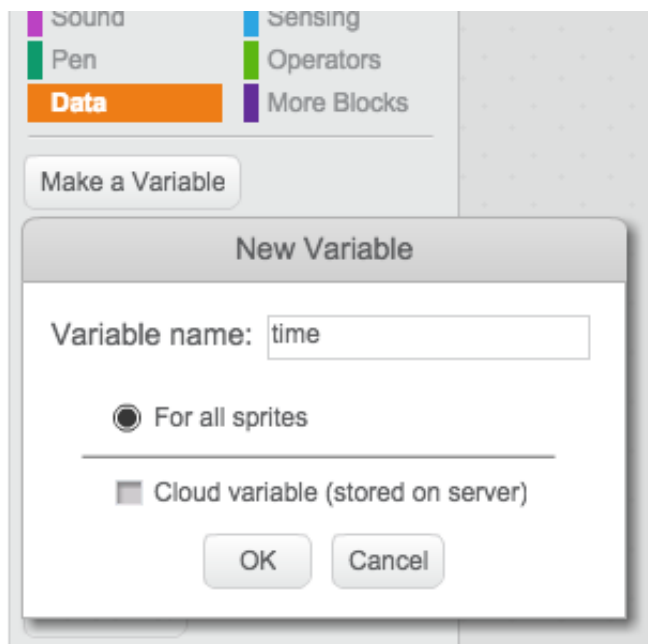 Sound Sensing
Pen Operators
Data More Blocks
Make a Variable
New Variable
Variable name: time
For all sprites
Cloud variable (stored on server)
OK Cancel